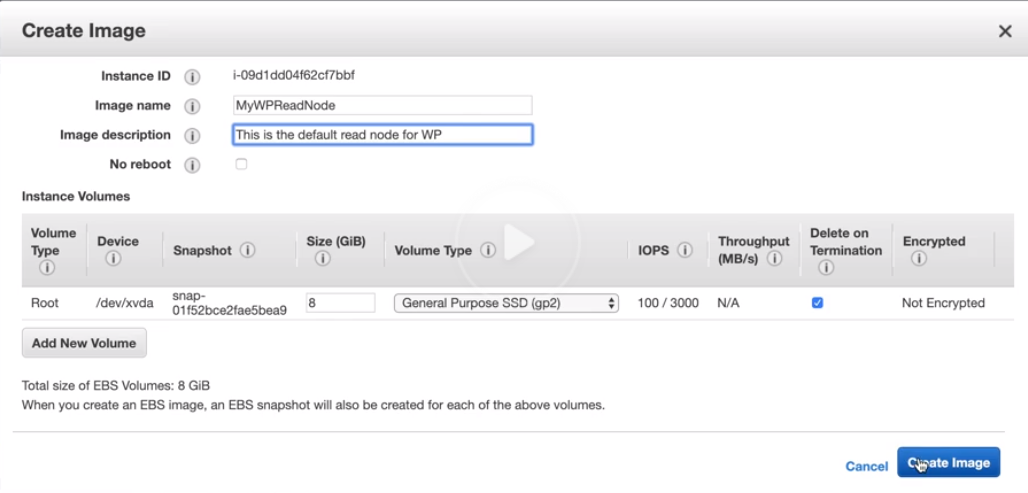 Create Image
Instance ID i-09d1dd04f62cf7bbf
Image name MyWPReadNode
Image description This is the default read node for WP
No reboot
Instance Volumes
Volume Type Device Snapshot Size (GiB) Volume Type IOPS Throughput (MB/s) Delete on Termination Encrypted
Root /dev/xvda snap-01f52bce2fae5bea9 8 General Purpose SSD (gp2) 100 / 3000 N/A Not Encrypted
Add New Volume
Total size of EBS Volumes: 8 GiB
When you create an EBS image, an EBS snapshot will also be created for each of the above volumes.
Cancel Create Image